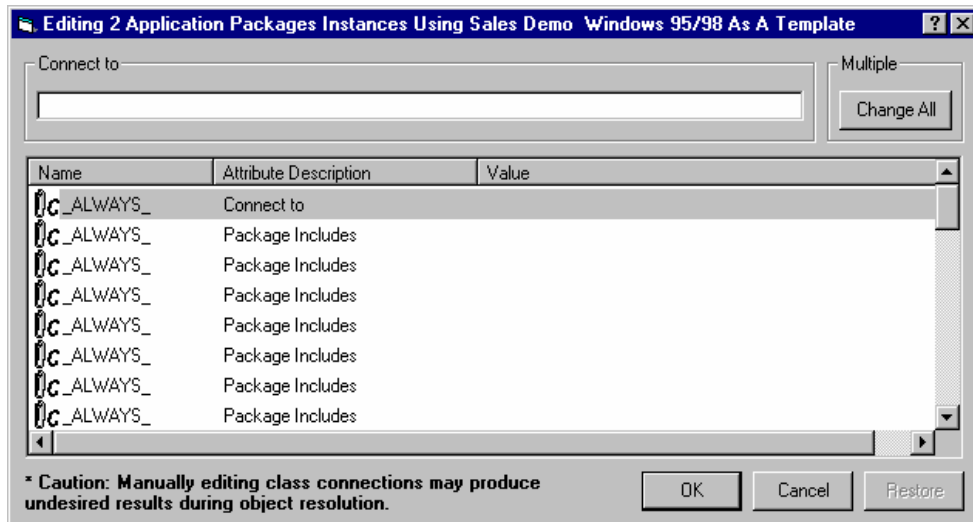 Editing 2 Application Packages Instances Using Sales Demo Windows 95/98 As A Template
Connect to
Multiple
Change All
Name Attribute Description Value
_ALWAYS_ Connect to
_ALWAYS_ Package Includes
_ALWAYS_ Package Includes
_ALWAYS_ Package Includes
_ALWAYS_ Package Includes
_ALWAYS_ Package Includes
_ALWAYS_ Package Includes
_ALWAYS_ Package Includes
* Caution: Manually editing class connections may produce
undesired results during object resolution.
OK Cancel Restore